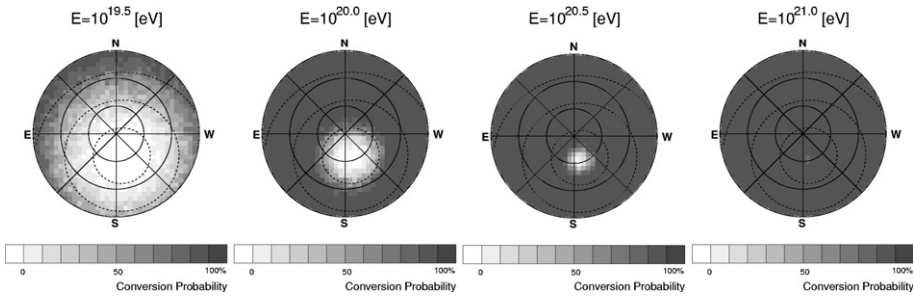 E=10^19.5 [eV] E=10^20.0 [eV] E=10^20.5 [eV] E=10^21.0 [eV]
N N N N
E W E W E W E W
S S S S
0 50 100% 0 50 100% 0 50 100% 0 50 100%
Conversion Probability Conversion Probability Conversion Probability Conversion Probability